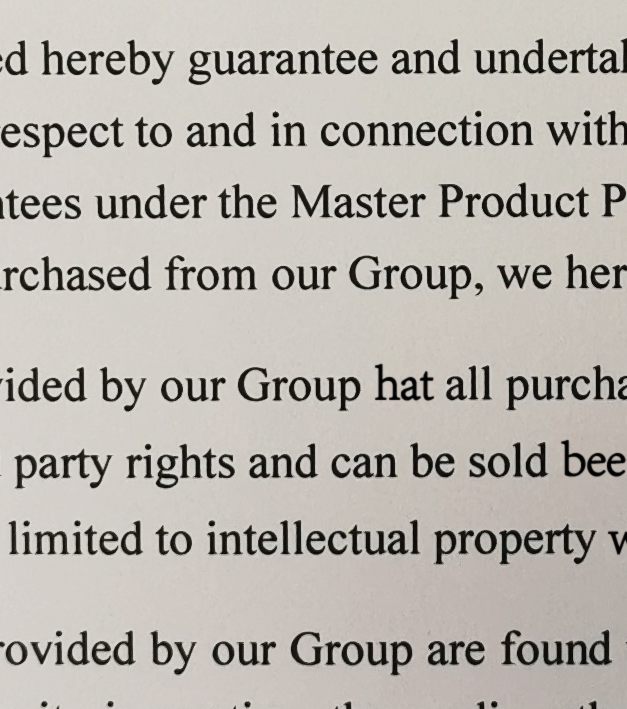 ed hereby guarantee and underta
espect to and in connection with
ntees under the Master Product P
rchased from our Group, we her
vided by our Group hat all purcha
party rights and can be sold bee
limited to intellectual property w
rovided by our Group are found